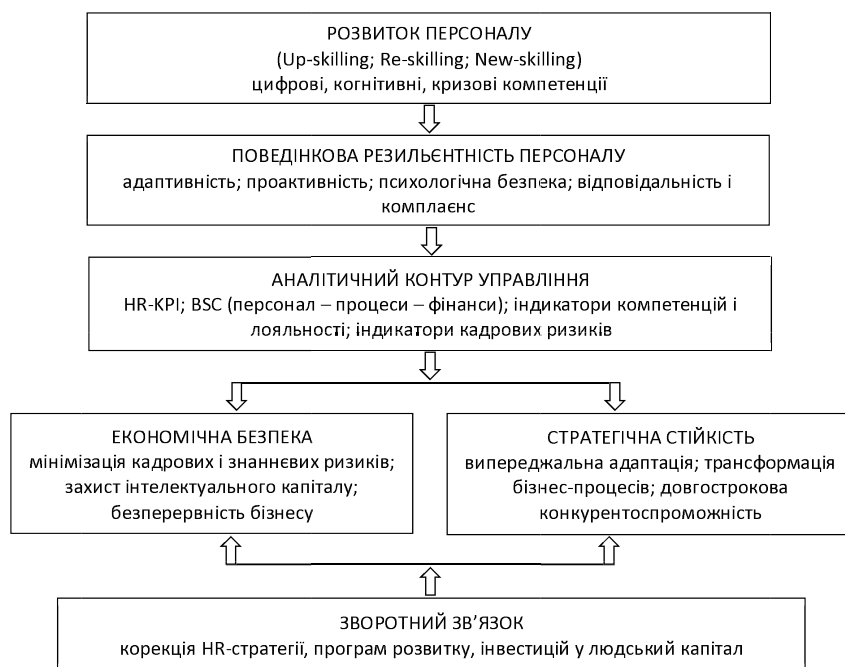 РОЗВИТОК ПЕРСОНАЛУ
(Up-skilling; Re-skilling; New-skilling)
цифрові, когнітивні, кризові компетенції
ПОВЕДІНКОВА РЕЗИЛЬЄНТНІСТЬ ПЕРСОНАЛУ
адаптивність; проактивність; психологічна безпека; відповідальність і
комплаєнс
АНАЛІТИЧНИЙ КОНТУР УПРАВЛІННЯ
HR-KPI; BSC (персонал – процеси – фінанси); індикатори компетенцій і
лояльності; індикатори кадрових ризиків
ЕКОНОМІЧНА БЕЗПЕКА
мінімізація кадрових і знаннєвих ризиків;
захист інтелектуального капіталу;
безперервність бізнесу
СТРАТЕГІЧНА СТІЙКІСТЬ
випереджальна адаптація; трансформація
бізнес-процесів; довгострокова
конкурентоспроможність
ЗВОРОТНИЙ ЗВ’ЯЗОК
корекція HR-стратегії, програм розвитку, інвестицій у людський капітал